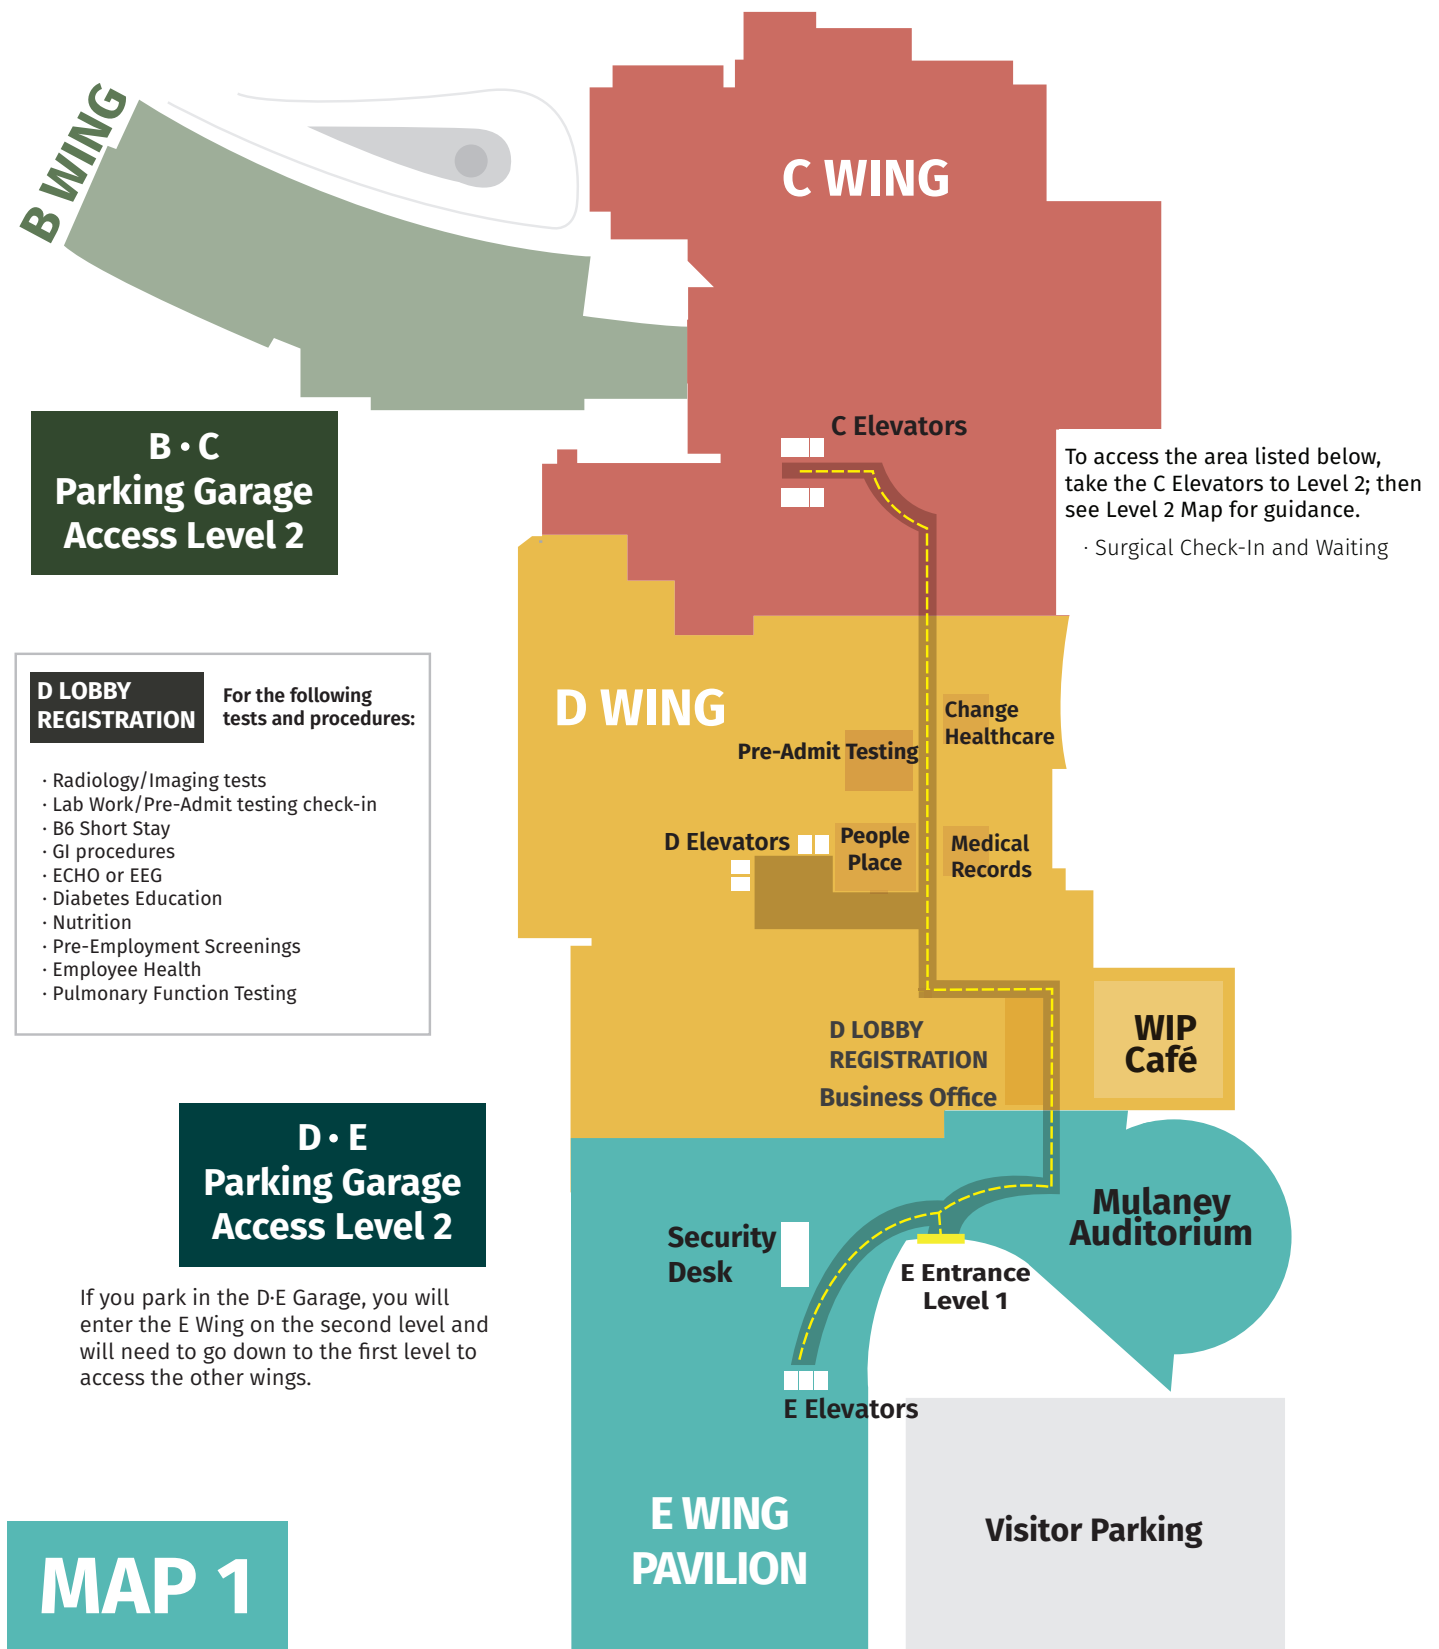 B WING
C WING
C Elevators
B · C
Parking Garage
Access Level 2
To access the area listed below,
take the C Elevators to Level 2; then
see Level 2 Map for guidance.
· Surgical Check-In and Waiting
D LOBBY
REGISTRATION
For the following
tests and procedures:
· Radiology/Imaging tests
· Lab Work/Pre-Admit testing check-in
· B6 Short Stay
· GI procedures
· ECHO or EEG
· Diabetes Education
· Nutrition
· Pre-Employment Screenings
· Employee Health
· Pulmonary Function Testing
D WING
Change
Healthcare
Pre-Admit Testing
D Elevators
People
Place
Medical
Records
D LOBBY
REGISTRATION
Business Office
WIP
Café
D · E
Parking Garage
Access Level 2
If you park in the D·E Garage, you will
enter the E Wing on the second level and
will need to go down to the first level to
access the other wings.
Security
Desk
Mulaney
Auditorium
E Entrance
Level 1
E Elevators
E WING
PAVILION
Visitor Parking
MAP 1